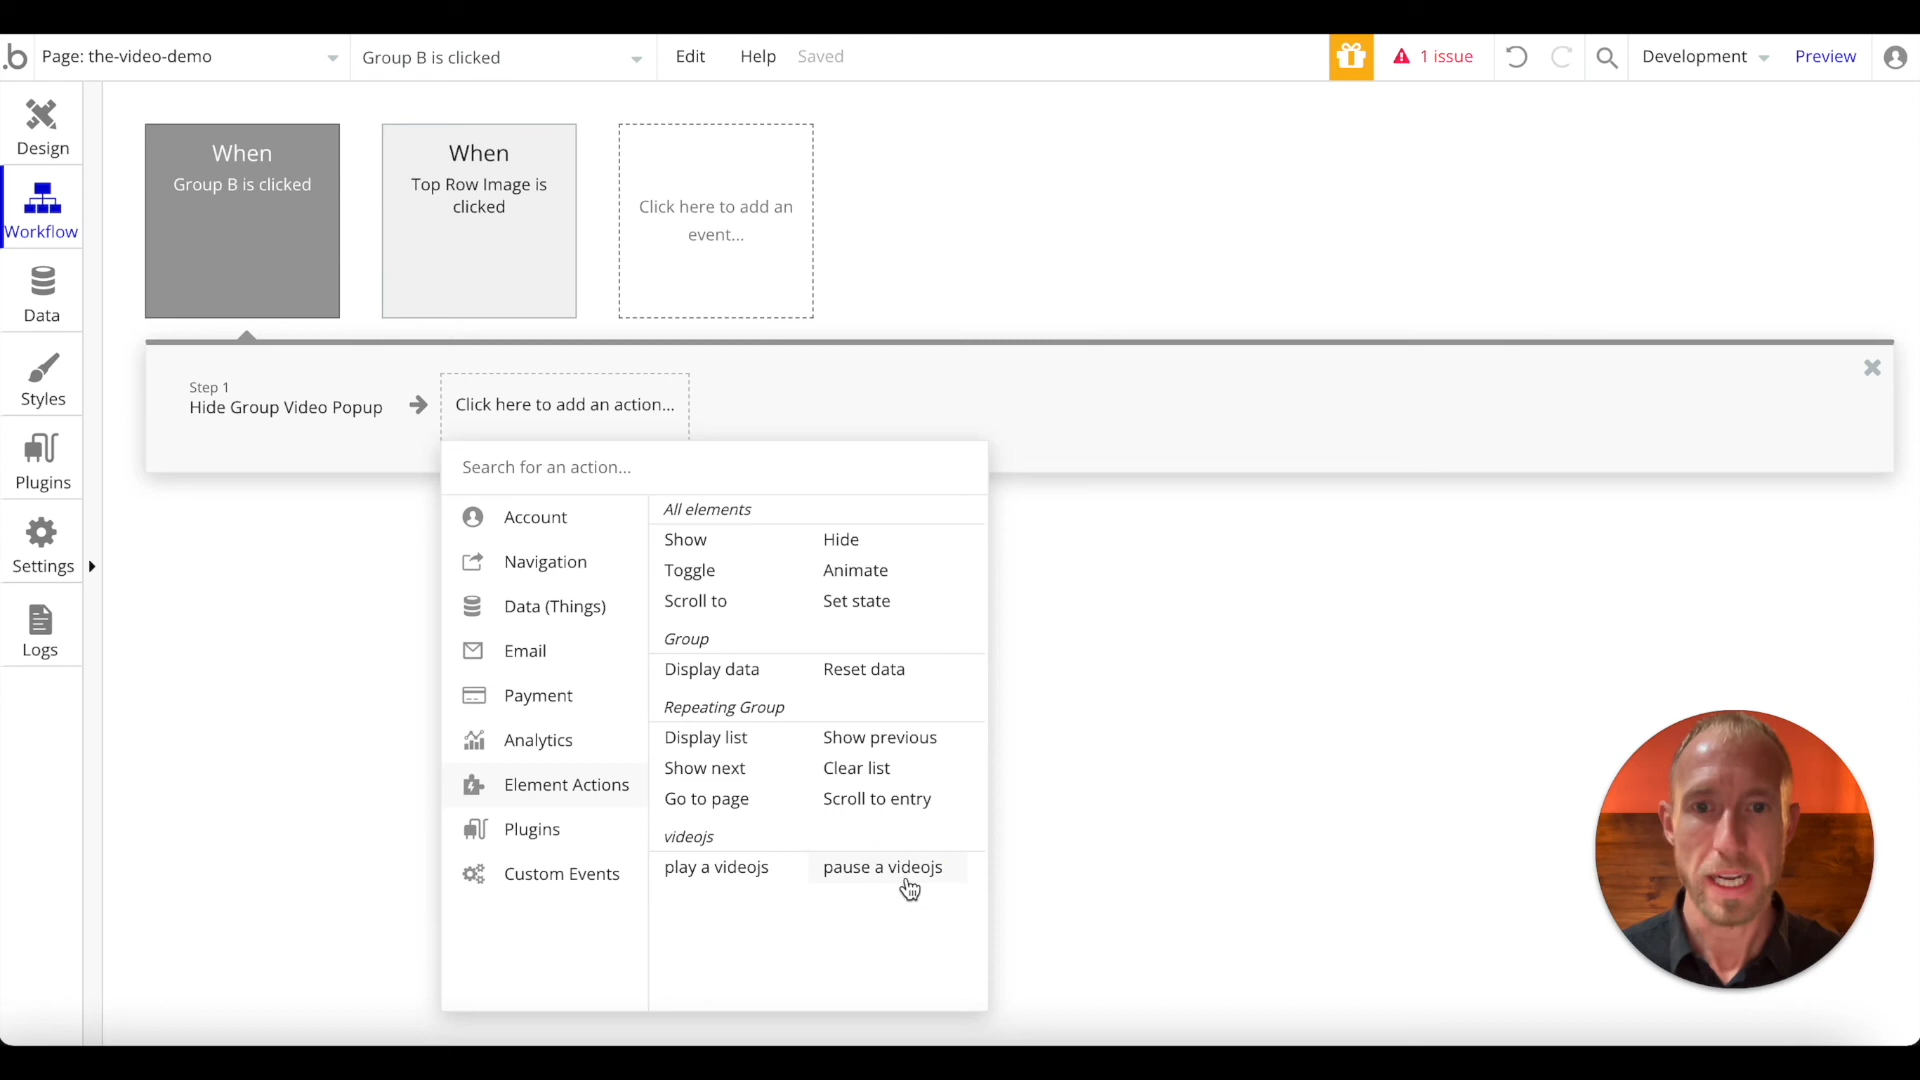 .b
Page: the-video-demo
Group B is clicked
Edit
Help
Saved
1 issue
Development
Preview
Design
Workflow
Data
Styles
Plugins
Settings
Logs
When
Group B is clicked
When
Top Row Image is
clicked
Click here to add an
event...
Step 1
Hide Group Video Popup
Click here to add an action...
Search for an action...
Account
Navigation
Data (Things)
Email
Payment
Analytics
Element Actions
Plugins
Custom Events
All elements
Show
Hide
Toggle
Animate
Scroll to
Set state
Group
Display data
Reset data
Repeating Group
Display list
Show previous
Show next
Clear list
Go to page
Scroll to entry
videojs
play a videojs
pause a videojs